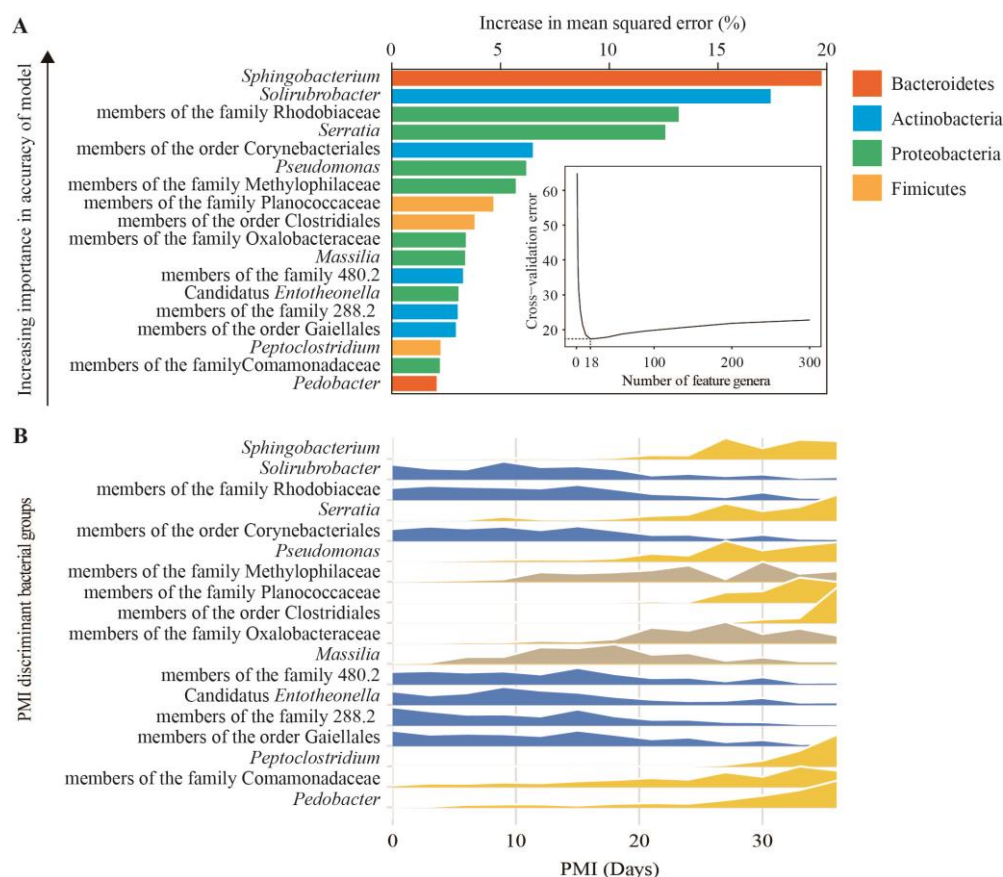 A
Increase in mean squared error (%)
0 5 10 15 20
Increasing importance in accuracy of model
Sphingobacterium
Solirubrobacter
members of the family Rhodobiaceae
Serratia
members of the order Corynebacteriales
Pseudomonas
members of the family Methylophilaceae
members of the family Planococcaceae
members of the order Clostridiales
members of the family Oxalobacteraceae
Massilia
members of the family 480.2
Candidatus Entotheonella
members of the family 288.2
members of the order Gaiellales
Peptoclostridium
members of the familyComamonadaceae
Pedobacter
Bacteroidetes
Actinobacteria
Proteobacteria
Fimicutes
Cross-validation error
60
50
40
30
20
0 18 100 200 300
Number of feature genera
B
PMI discriminant bacterial groups
Sphingobacterium
Solirubrobacter
members of the family Rhodobiaceae
Serratia
members of the order Corynebacteriales
Pseudomonas
members of the family Methylophilaceae
members of the family Planococcaceae
members of the order Clostridiales
members of the family Oxalobacteraceae
Massilia
members of the family 480.2
Candidatus Entotheonella
members of the family 288.2
members of the order Gaiellales
Peptoclostridium
members of the family Comamonadaceae
Pedobacter
0 10 20 30
PMI (Days)